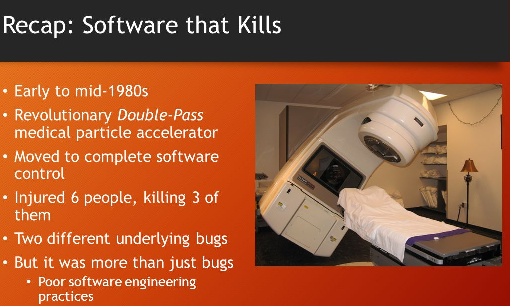 Recap: Software that Kills
• Early to mid-1980s
• Revolutionary Double-Pass
medical particle accelerator
• Moved to complete software
control
• Injured 6 people, killing 3 of
them
• Two different underlying bugs
• But it was more than just bugs
• Poor software engineering
practices